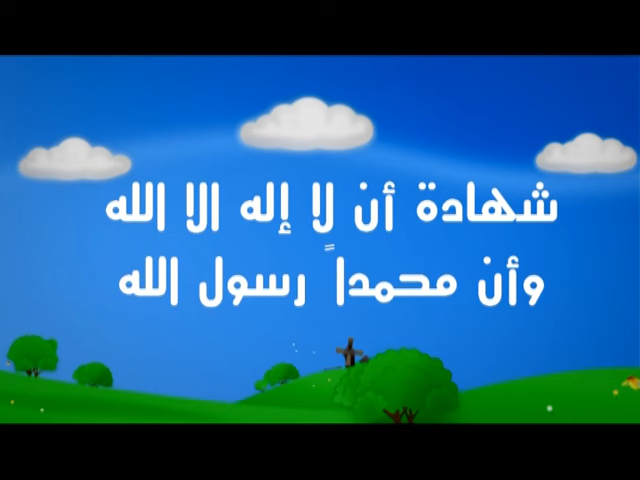 شهادة أن لا إله الا الله
وأن محمداً رسول الله